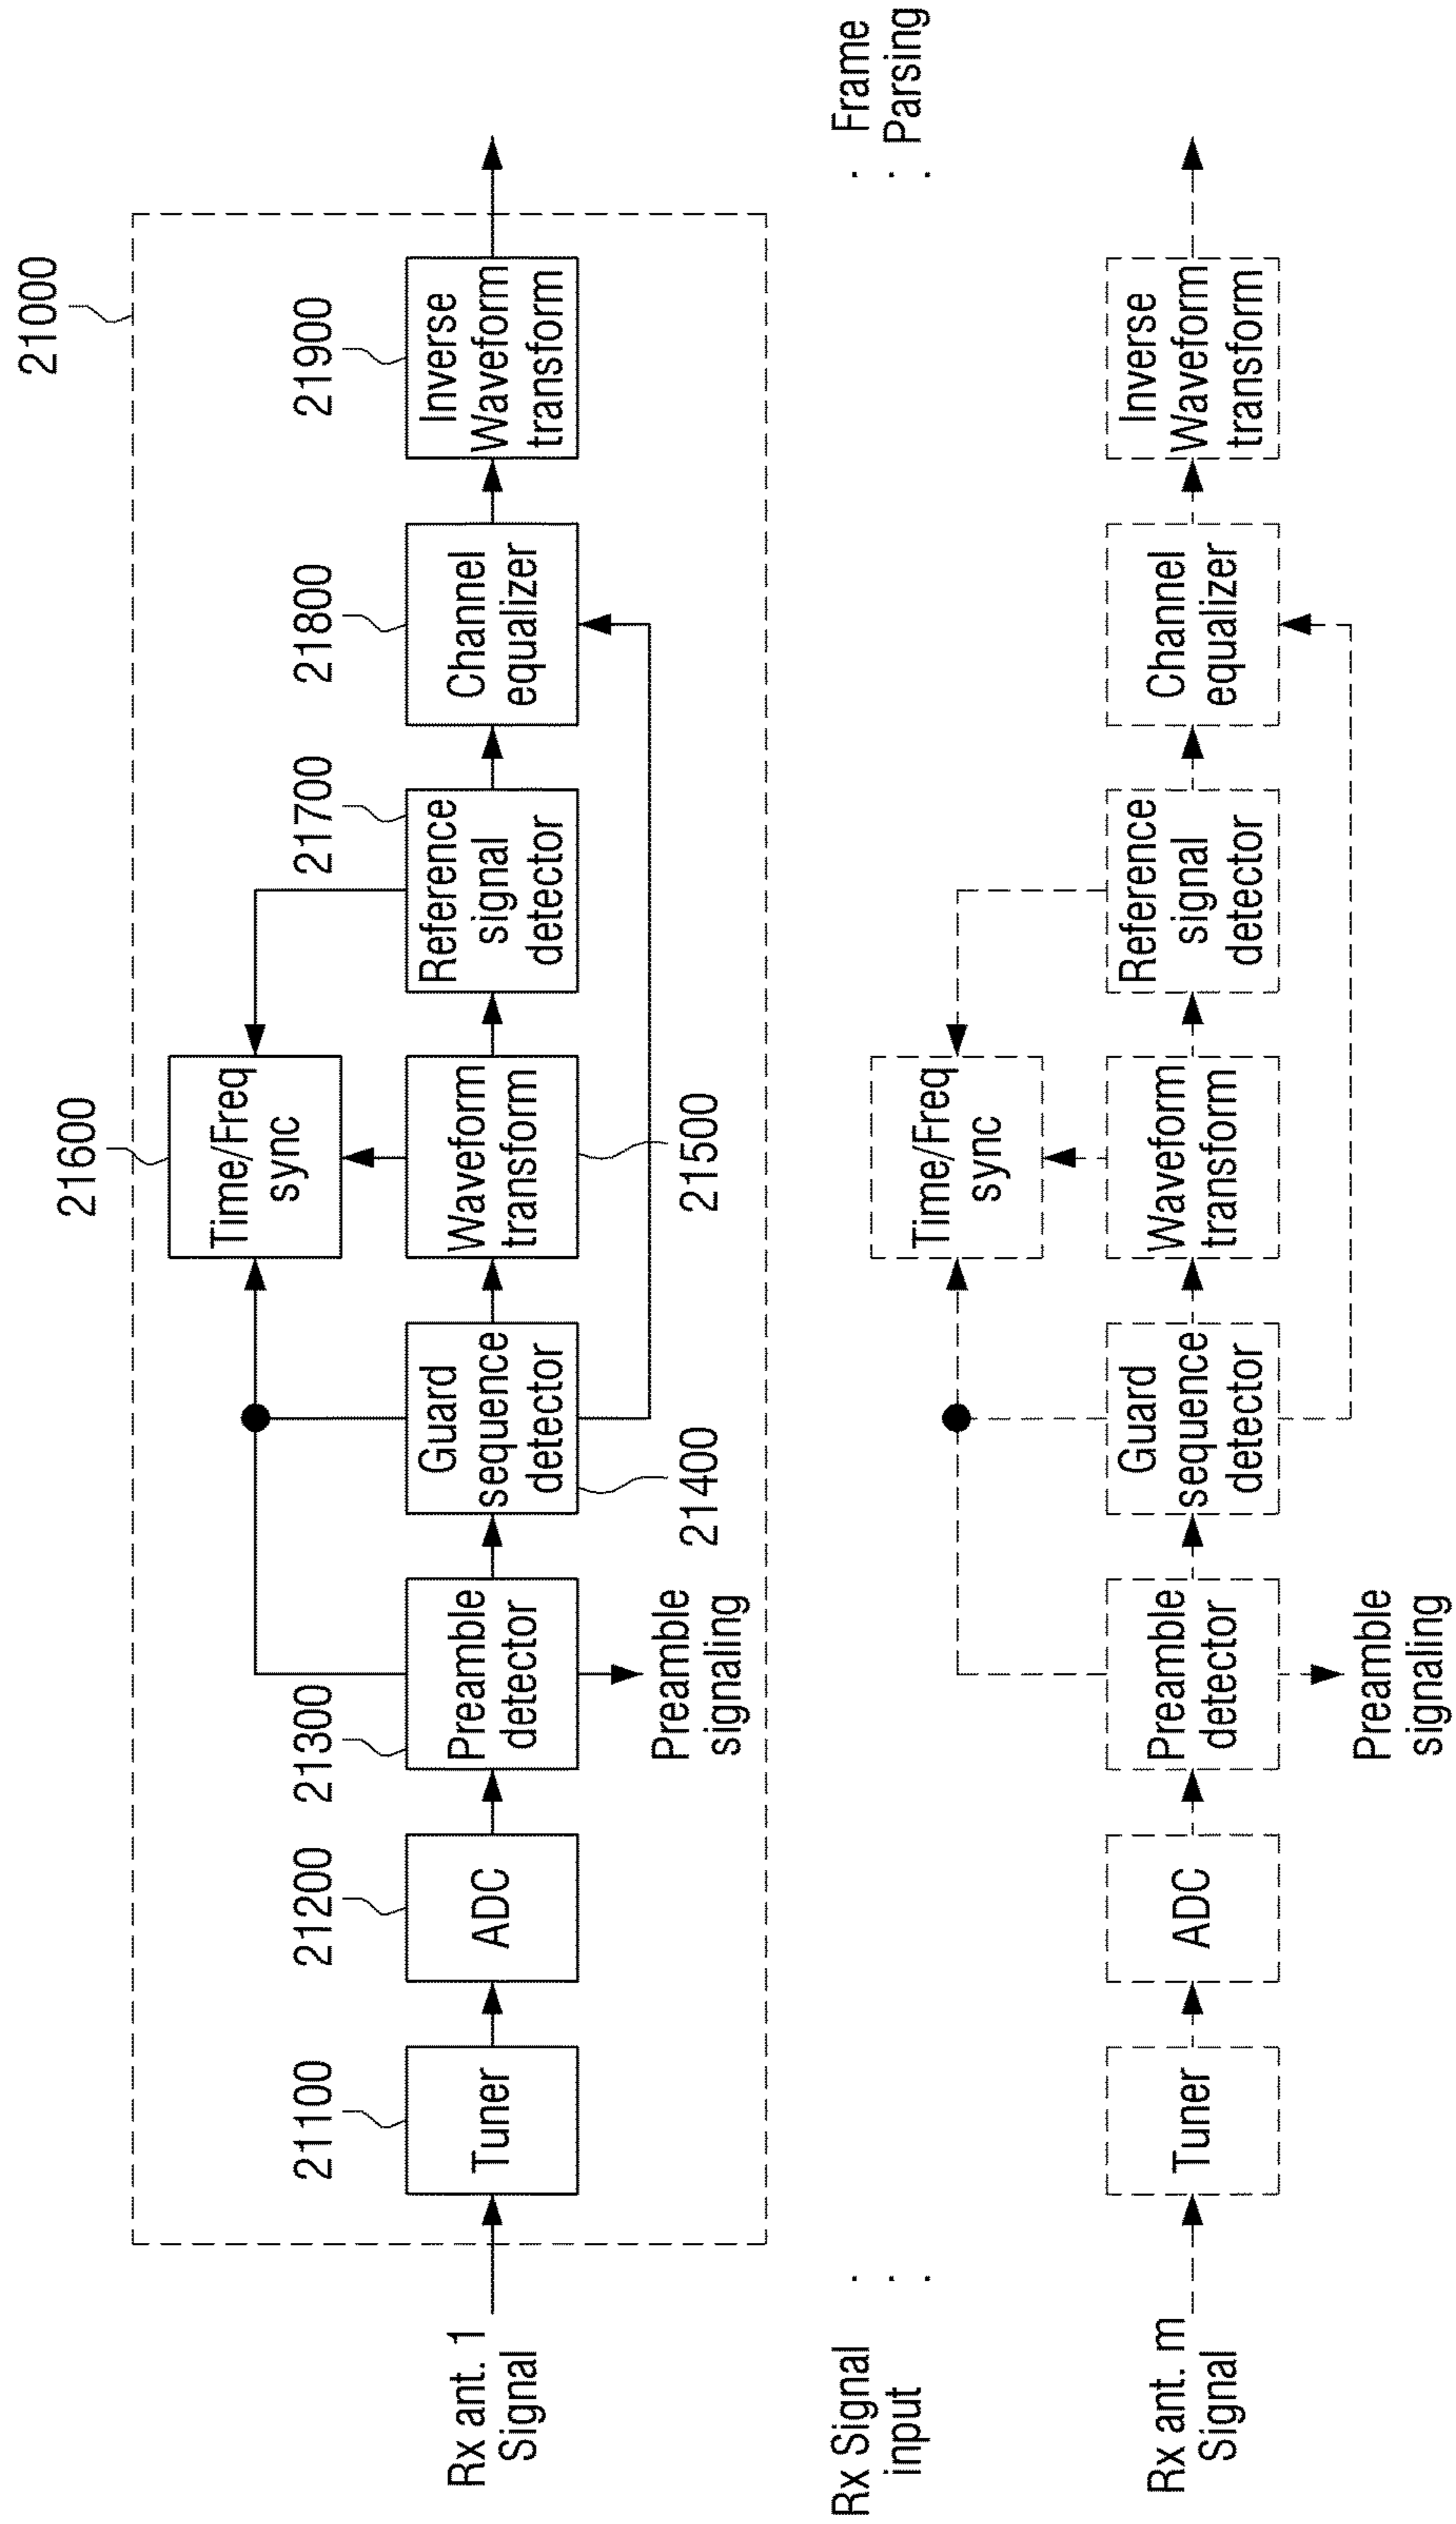 21000
21600
Time/Freq
sync
21100
21200
21300
21700
21800
21900
Rx ant. 1
Signal
Tuner
ADC
Preamble
detector
Guard
sequence
detector
Waveform
transform
Reference
signal
detector
Channel
equalizer
Inverse
Waveform
transform
Preamble
signaling
21400
21500
Rx Signal
input
Frame
Parsing
Time/Freq
sync
Rx ant. m
Signal
Tuner
ADC
Preamble
detector
Guard
sequence
detector
Waveform
transform
Reference
signal
detector
Channel
equalizer
Inverse
Waveform
transform
Preamble
signaling